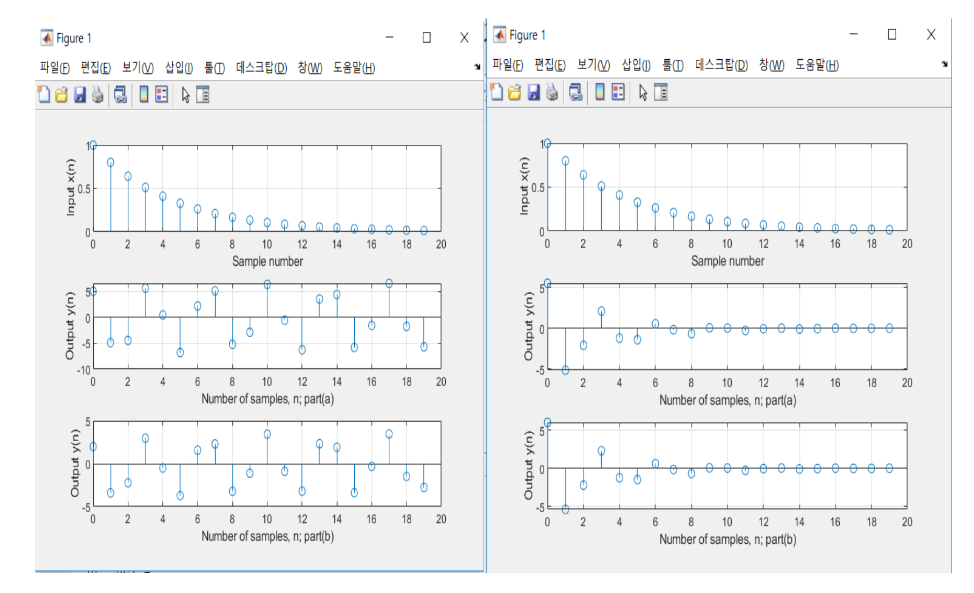 Figure 1
파일(F) 편집(E) 보기(V) 삽입(I) 툴(T) 데스크탑(D) 창(W) 도움말(H)
Input x(n)
1
0.5
0
0 2 4 6 8 10 12 14 16 18 20
Sample number
Output y(n)
5
0
-5
-10
0 2 4 6 8 10 12 14 16 18 20
Number of samples, n; part(a)
Output y(n)
5
0
-5
0 2 4 6 8 10 12 14 16 18 20
Number of samples, n; part(b)
Figure 1
파일(F) 편집(E) 보기(V) 삽입(I) 툴(T) 데스크탑(D) 창(W) 도움말(H)
Input x(n)
1
0.5
0
0 2 4 6 8 10 12 14 16 18 20
Sample number
Output y(n)
5
0
-5
0 2 4 6 8 10 12 14 16 18 20
Number of samples, n; part(a)
Output y(n)
5
0
-5
0 2 4 6 8 10 12 14 16 18 20
Number of samples, n; part(b)